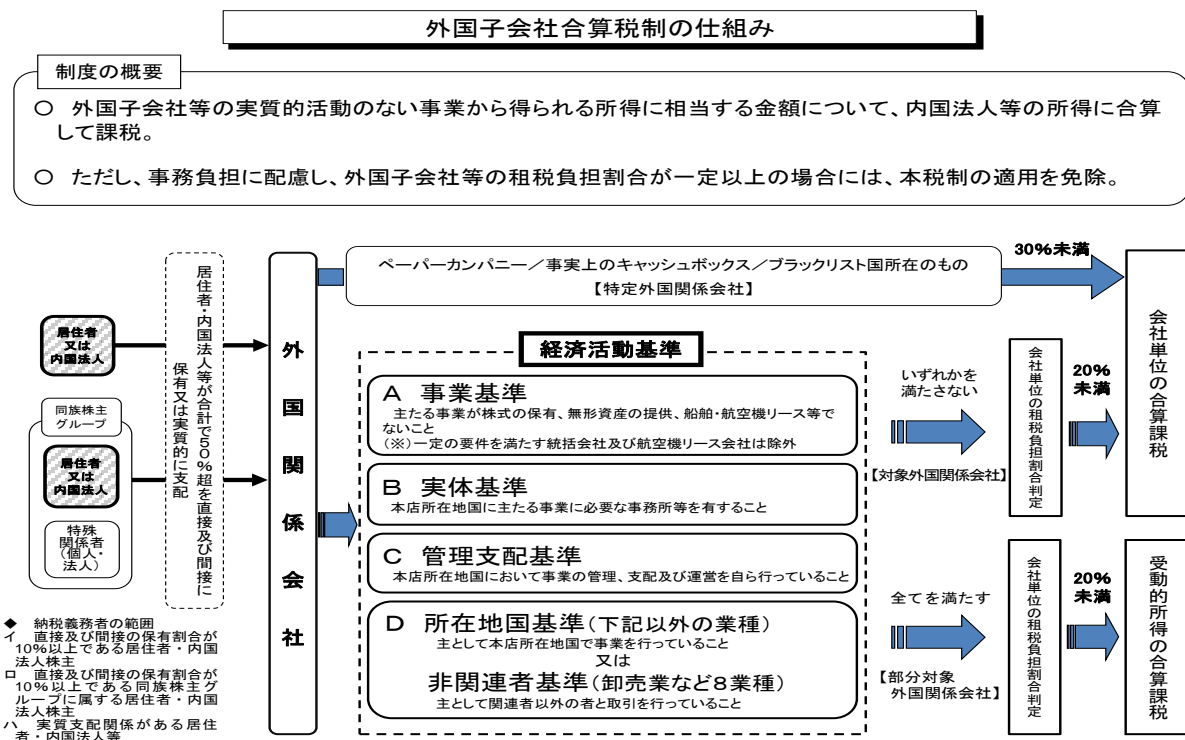 外国子会社合算税制の仕組み
制度の概要
○ 外国子会社等の実質的活動のない事業から得られる所得に相当する金額について、内国法人等の所得に合算
して課税。
○ ただし、事務負担に配慮し、外国子会社等の租税負担割合が一定以上の場合には、本税制の適用を免除。
居住者
又は
内国法人
同族株主
グループ
居住者
又は
内国法人
特殊
関係者
(個人・
法人)
居住者・内国法人等が合計で50%超を直接及び間接に
保有又は実質的に支配
外国関係会社
ペーパーカンパニー/事実上のキャッシュボックス/ブラックリスト国所在のもの
【特定外国関係会社】
30%未満
経済活動基準
A 事業基準
主たる事業が株式の保有、無形資産の提供、船舶・航空機リース等で
ないこと
(※)一定の要件を満たす統括会社及び航空機リース会社は除外
B 実体基準
本店所在地国に主たる事業に必要な事務所等を有すること
C 管理支配基準
本店所在地国において事業の管理、支配及び運営を自ら行っていること
D 所在地国基準(下記以外の業種)
主として本店所在地国で事業を行っていること
又は
非関連者基準(卸売業など8業種)
主として関連者以外の者と取引を行っていること
いずれかを
満たさない
【対象外国関係会社】
会社単位の租税負担割合判定
20%
未満
会社単位の合算課税
全てを満たす
【部分対象
外国関係会社】
会社単位の租税負担割合判定
20%
未満
受動的所得の合算課税
◆ 納税義務者の範囲
イ 直接及び間接の保有割合が
10%以上である居住者・内国
法人株主
ロ 直接及び間接の保有割合が
10%以上である同族株主グ
ループに属する居住者・内国
法人株主
ハ 実質支配関係がある居住
者・内国法人等